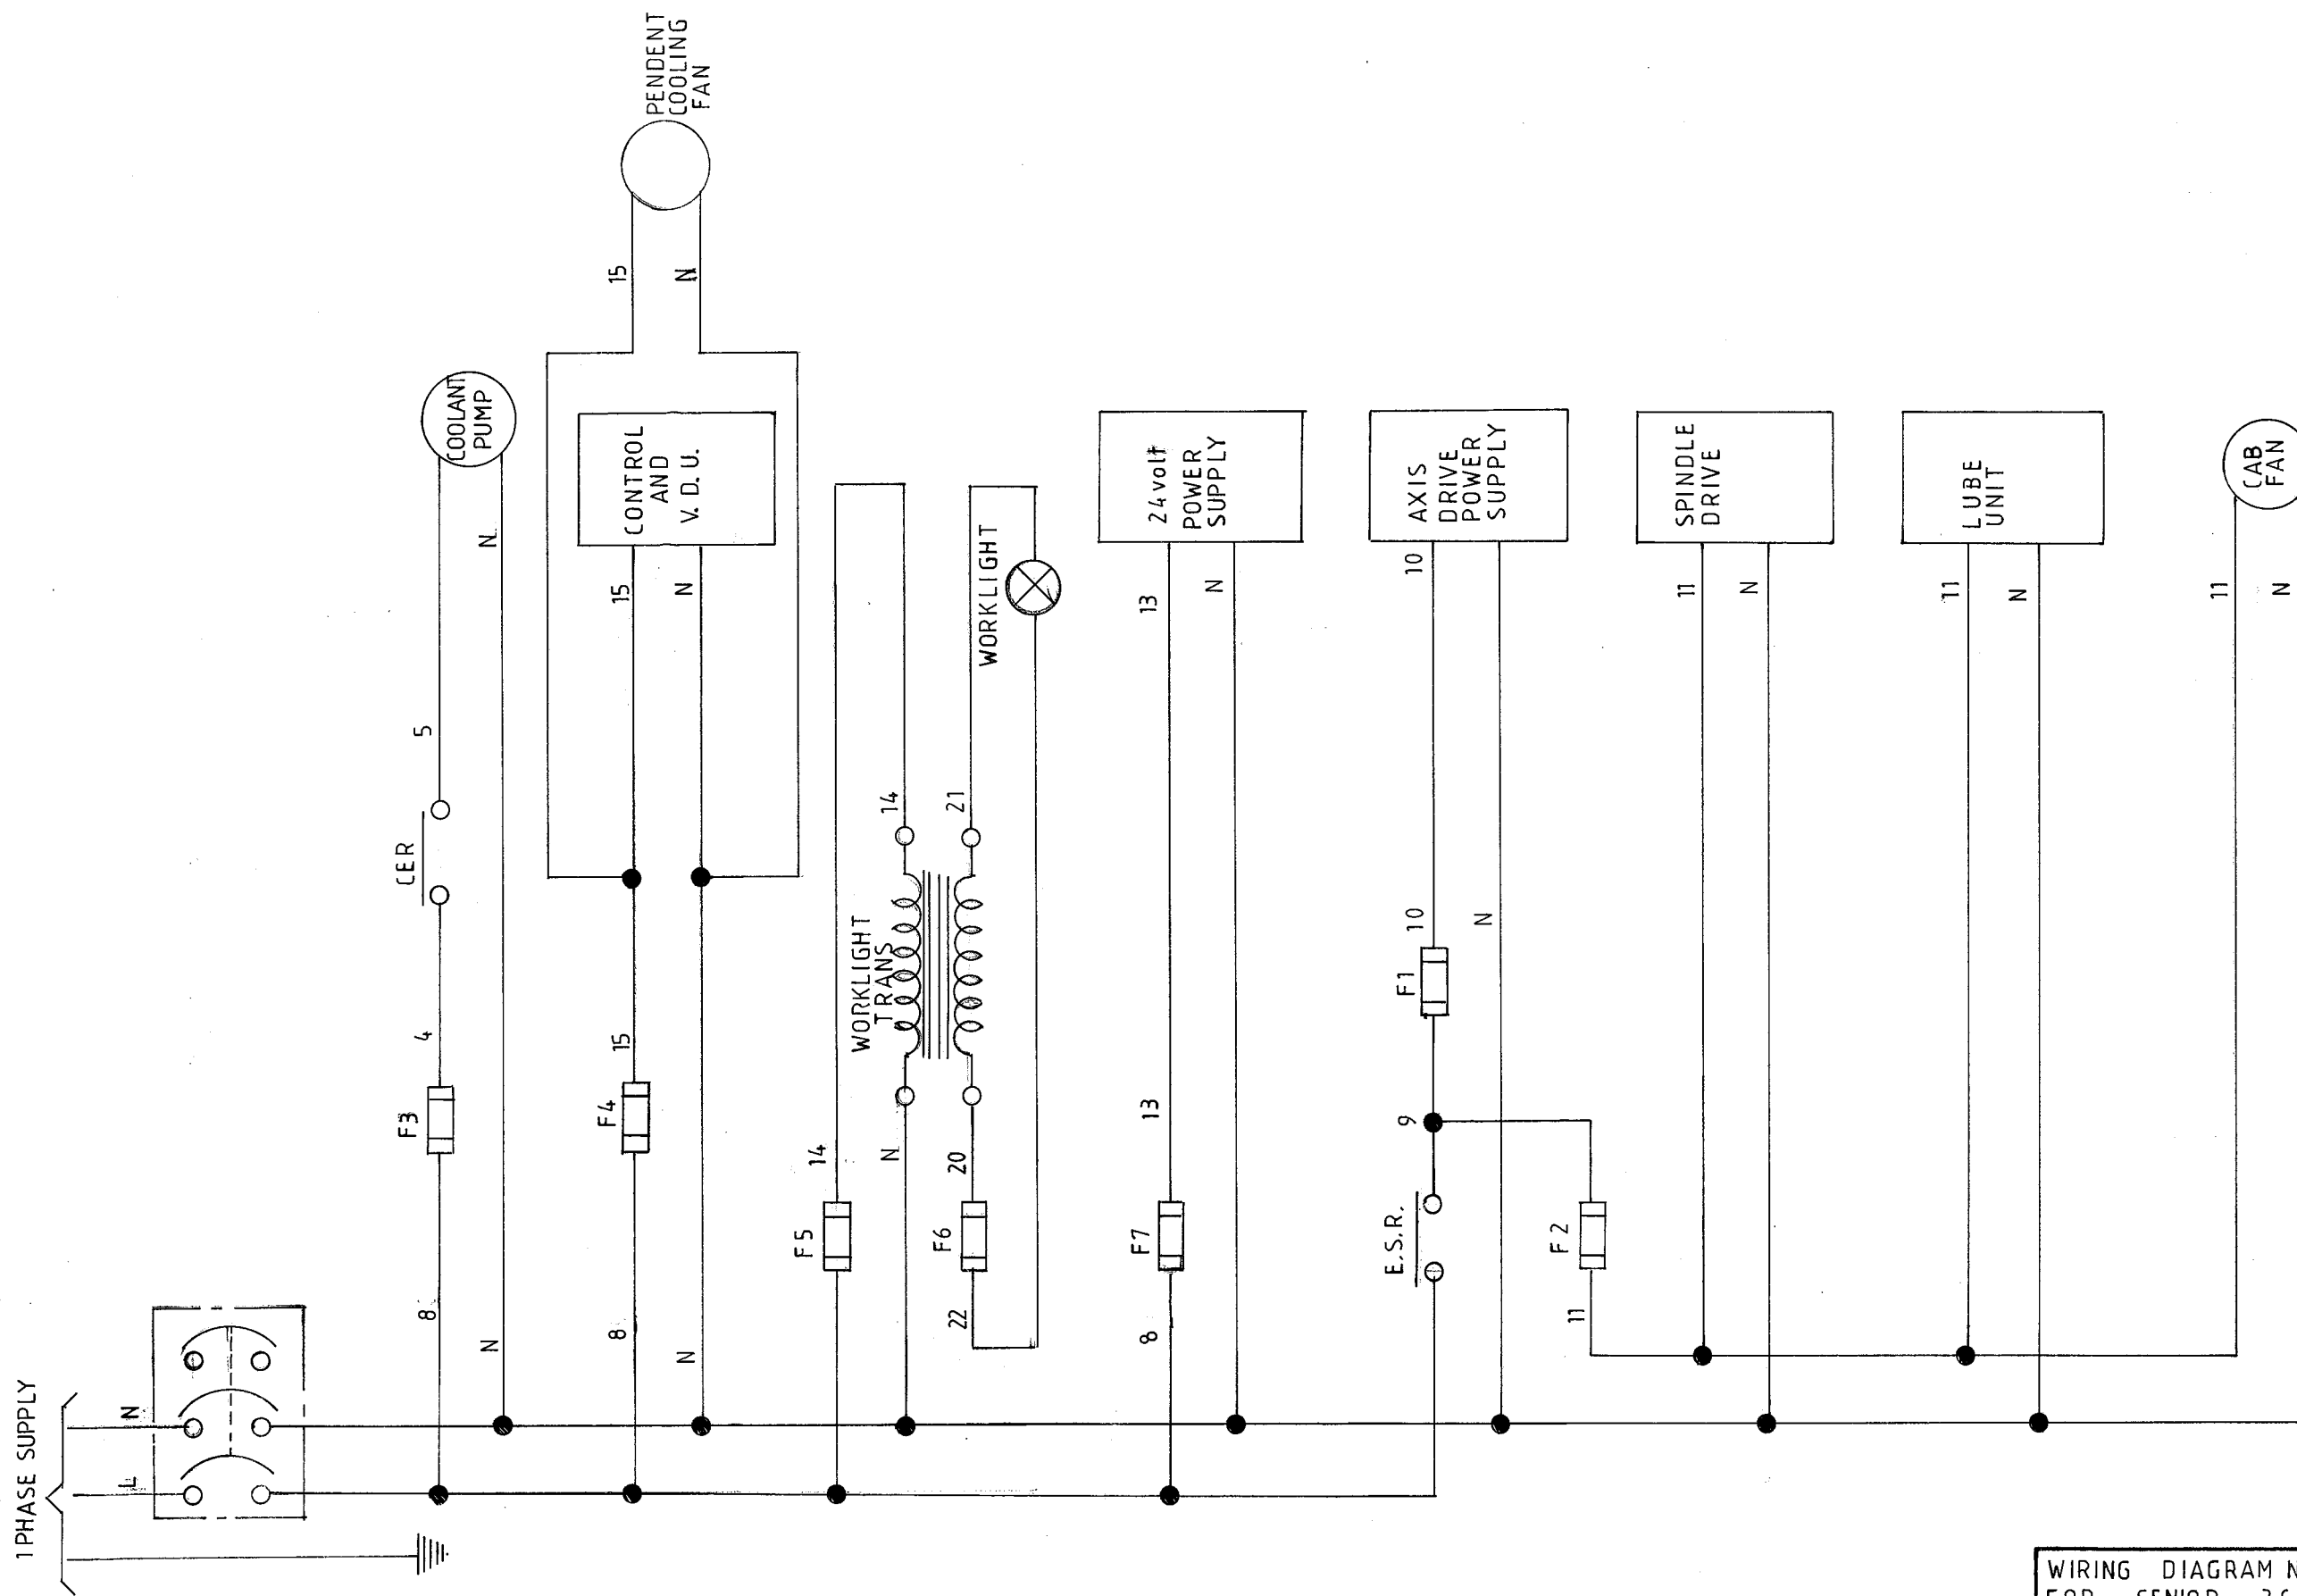 1 PHASE SUPPLY
L
N
8
N
F3
4
CER
5
N
COOLANT
PUMP
8
N
F4
15
15
N
CONTROL
AND
V.D.U.
15
N
PENDENT
COOLING
FAN
F5
14
N
WORKLIGHT
TRANS
14
22
F6
20
21
WORKLIGHT
8
F7
13
13
N
24volt
POWER
SUPPLY
E.S.R.
9
F1
10
N
10
AXIS
DRIVE
POWER
SUPPLY
11
F2
11
N
SPINDLE
DRIVE
11
N
LUBE
UNIT
11
N
CAB
FAN
WIRING DIAGRAM N
FOR SENIOR